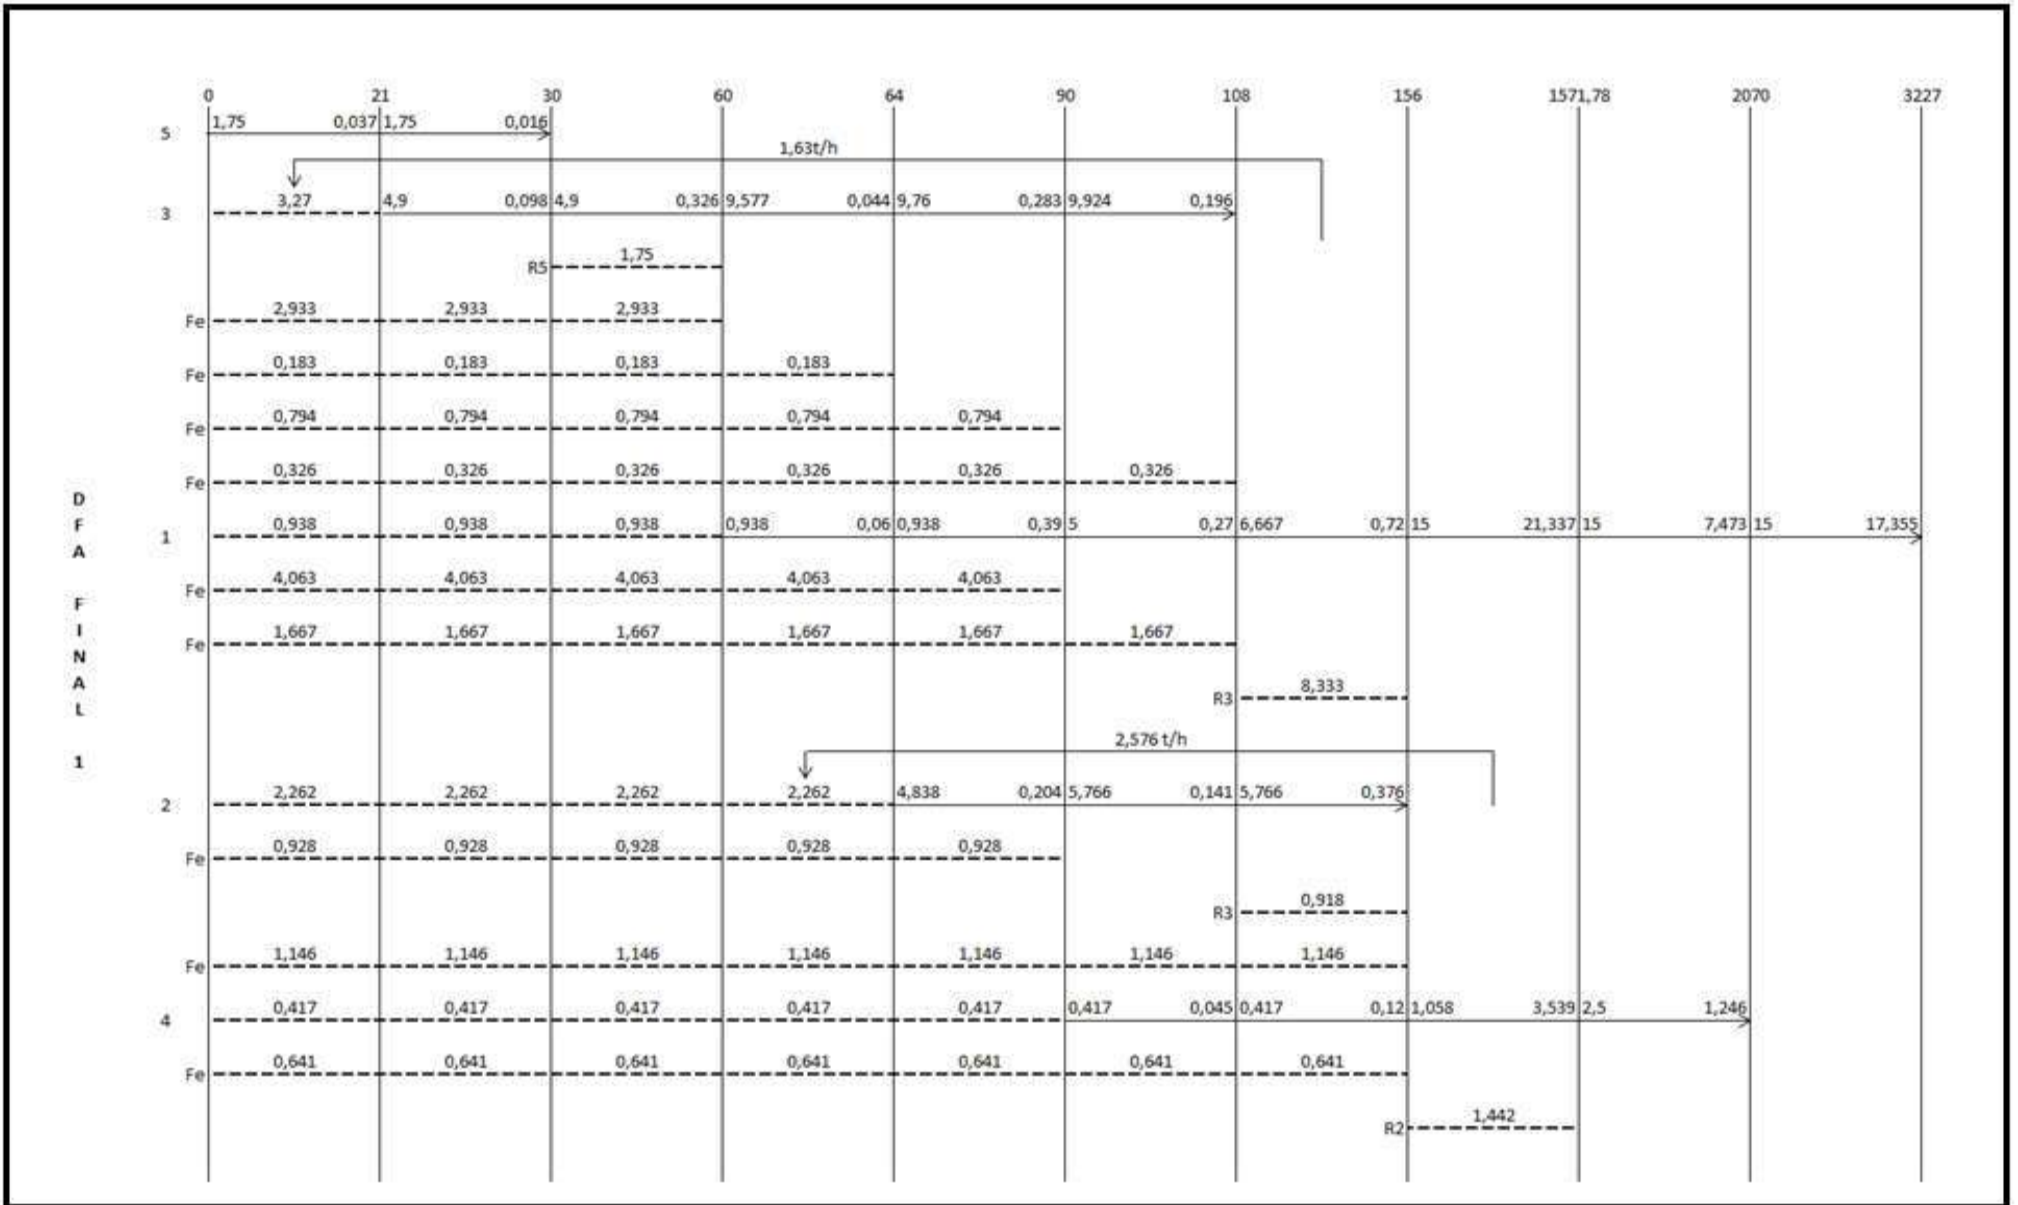 0 21 30 60 64 90 108 156 1571,78 2070 3227
1,75 0,037 1,75 0,016
5
1,63t/h
3,27 4,9 0,098 4,9 0,326 9,577 0,044 9,76 0,283 9,924 0,196
3
1,75
R5
2,933 2,933 2,933
Fe
0,183 0,183 0,183 0,183
Fe
0,794 0,794 0,794 0,794 0,794
Fe
0,326 0,326 0,326 0,326 0,326 0,326
Fe
0,938 0,938 0,938 0,938 0,06 0,938 0,39 5 0,27 6,667 0,72 15 21,337 15 7,473 15 17,355
1
4,063 4,063 4,063 4,063 4,063
Fe
1,667 1,667 1,667 1,667 1,667 1,667
Fe
8,333
R3
2,576 t/h
2,262 2,262 2,262 2,262 4,838 0,204 5,766 0,141 5,766 0,376
2
0,928 0,928 0,928 0,928 0,928
Fe
0,918
R3
1,146 1,146 1,146 1,146 1,146 1,146 1,146
Fe
0,417 0,417 0,417 0,417 0,417 0,417 0,045 0,417 0,12 1,058 3,539 2,5 1,246
4
0,641 0,641 0,641 0,641 0,641 0,641 0,641
Fe
1,442
R2
DFA FINAL 1